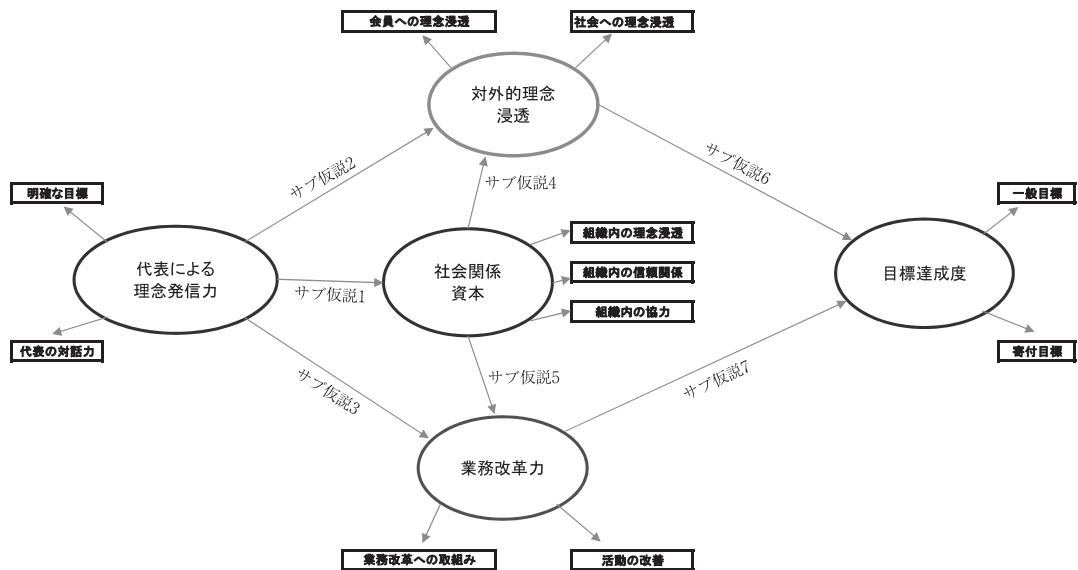 会員への理念浸透
社会への理念浸透
対外的理念
浸透
サブ仮説2
サブ仮説4
サブ仮説6
明確な目標
一般目標
代表による
理念発信力
サブ仮説1
社会関係
資本
組織内の理念浸透
組織内の信頼関係
組織内の協力
目標達成度
代表の対話力
寄付目標
サブ仮説3
サブ仮説5
サブ仮説7
業務改革力
業務改革への取組み
活動の改善